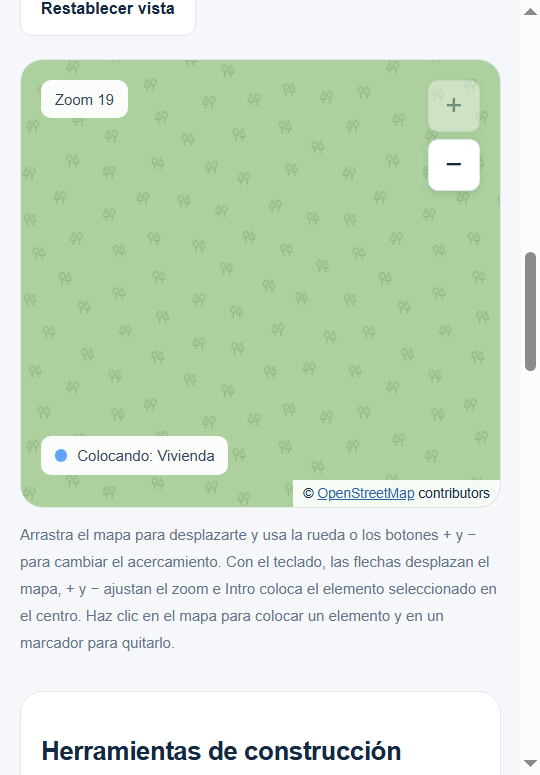 Restablecer vista
Zoom 19
+
−
Colocando: Vivienda
© OpenStreetMap contributors
Arrastra el mapa para desplazarte y usa la rueda o los botones + y −
para cambiar el acercamiento. Con el teclado, las flechas desplazan el
mapa, + y − ajustan el zoom e Intro coloca el elemento seleccionado en
el centro. Haz clic en el mapa para colocar un elemento y en un
marcador para quitarlo.
Herramientas de construcción